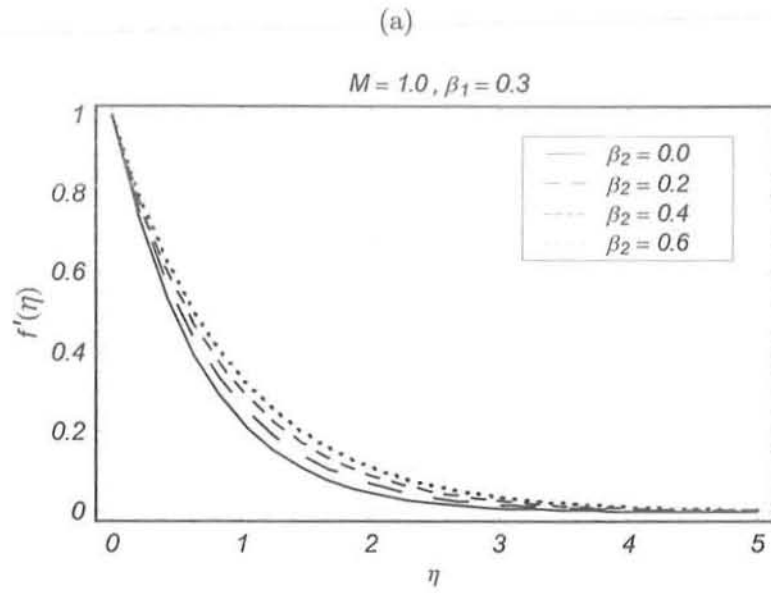 (a)
M = 1.0 , β₁ = 0.3
1
0.8
0.6
0.4
0.2
0
f'(η)
β₂ = 0.0
β₂ = 0.2
β₂ = 0.4
β₂ = 0.6
0 1 2 3 4 5
η